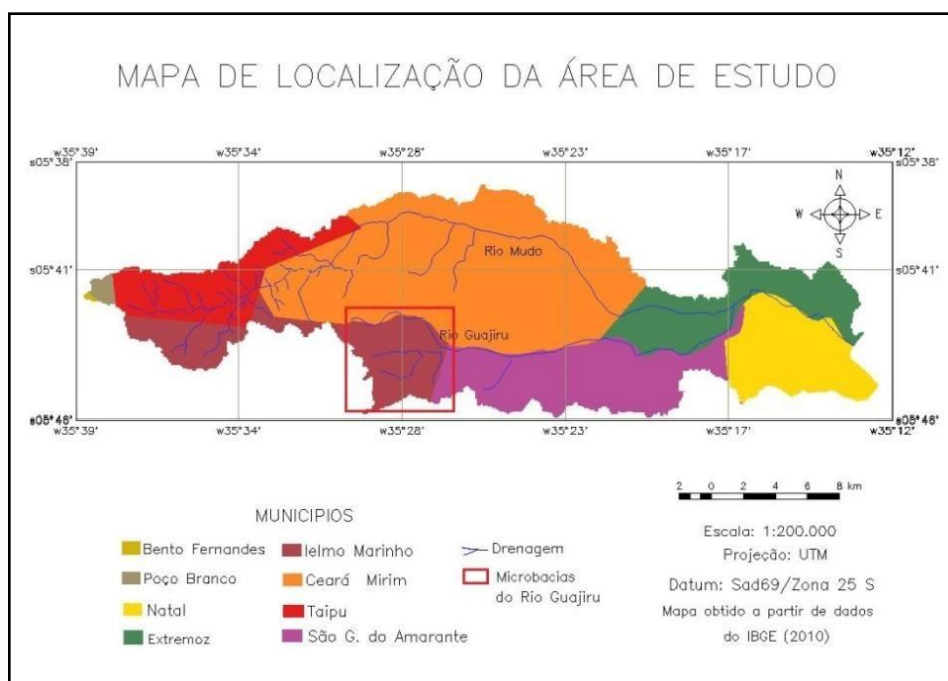 MAPA DE LOCALIZAÇÃO DA ÁREA DE ESTUDO
w35°39' w35°34' w35°28' w35°23' w35°17' w35°12'
s05°38' s05°38'
N
W E
S
Rio Mudo
s05°41 s05°41
Rio Guajiru
s05°46' s05°46'
w35°39' w35°34' w35°28' w35°23' w35°17' w35°12'
2 0 2 4 6 8 km
MUNICIPIOS
Escala: 1:200.000
Projeção: UTM
Datum: Sad69/Zona 25 S
Mapa obtido a partir de dados
do IBGE (2010)
Bento Fernandes
Poço Branco
Natal
Extremoz
Ielmo Marinho
Ceará Mirim
Taipu
São G. do Amarante
Drenagem
Microbacias
do Rio Guajiru